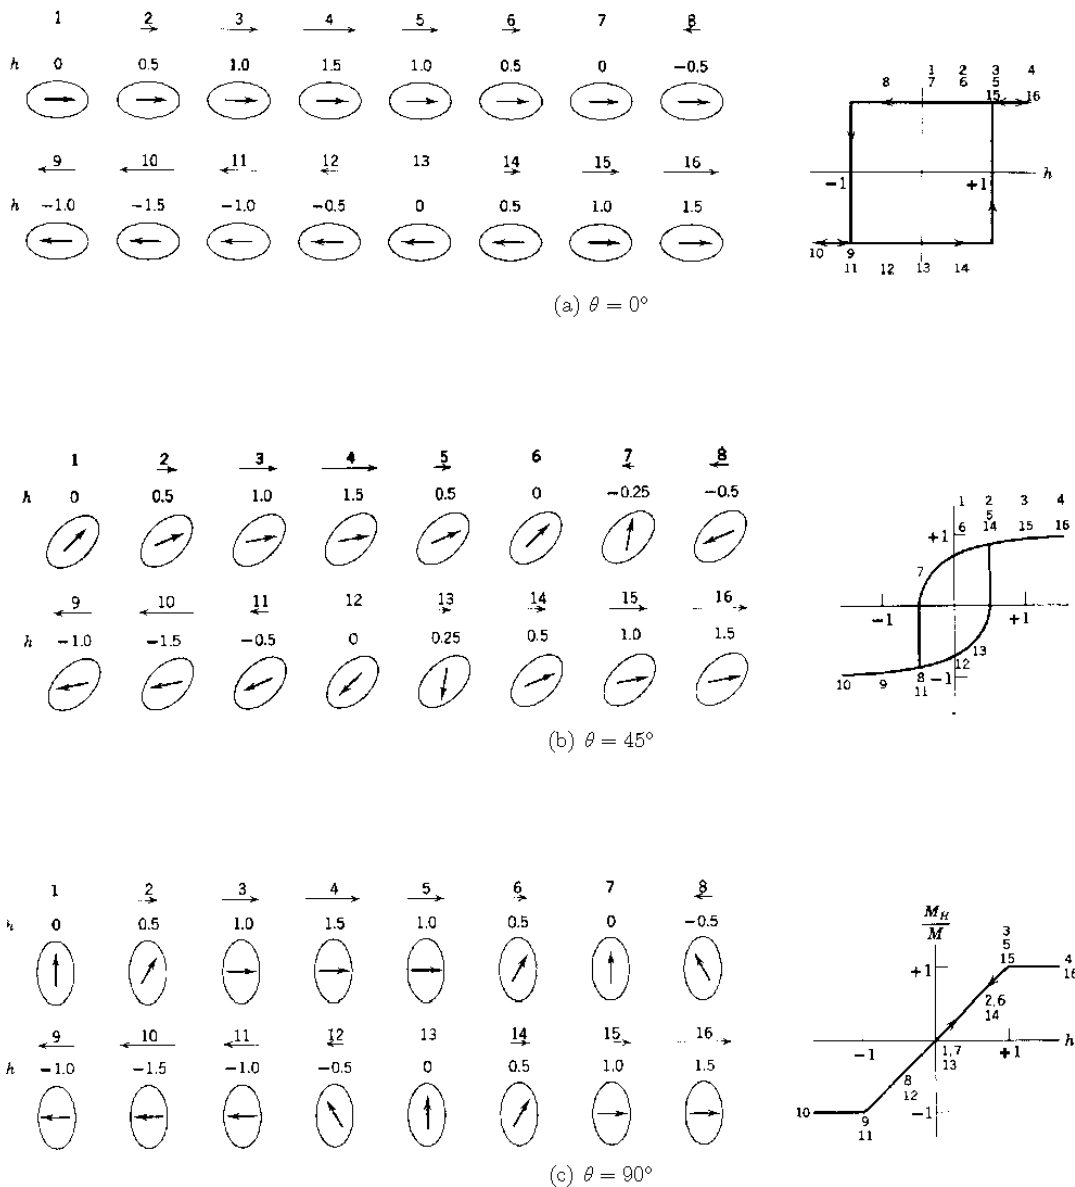 1 2 3 4 5 6 7 8
h 0 0.5 1.0 1.5 1.0 0.5 0 −0.5
9 10 11 12 13 14 15 16
h −1.0 −1.5 −1.0 −0.5 0 0.5 1.0 1.5
1 2 3 4
8 7 6 5
15 16
−1 +1 h
10 9
11 12 13 14
(a) θ = 0°
1 2 3 4 5 6 7 8
h 0 0.5 1.0 1.5 0.5 0 −0.25 −0.5
9 10 11 12 13 14 15 16
h −1.0 −1.5 −0.5 0 0.25 0.5 1.0 1.5
1 2 3 4
5
+1 6 14 15 16
7
−1 +1
13
12
10 9 8 −1
11
(b) θ = 45°
1 2 3 4 5 6 7 8
h 0 0.5 1.0 1.5 1.0 0.5 0 −0.5
9 10 11 12 13 14 15 16
h −1.0 −1.5 −1.0 −0.5 0 0.5 1.0 1.5
M_H
M
3
5
15 4
+1 16
2,6
14
−1 +1 h
1,7
13
8
12
10 −1
9
11
(c) θ = 90°